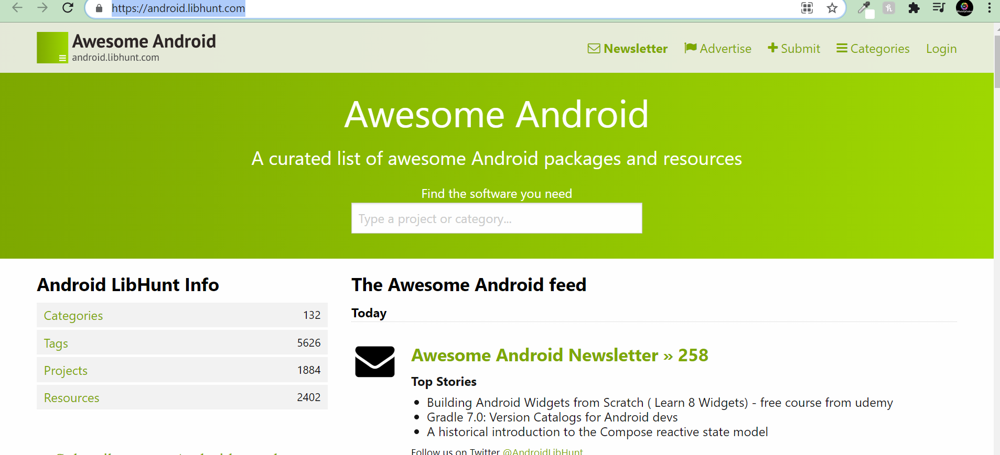 https://android.libhunt.com
Awesome Android
android.libhunt.com
Newsletter Advertise Submit Categories Login
Awesome Android
A curated list of awesome Android packages and resources
Find the software you need
Type a project or category...
Android LibHunt Info
Categories 132
Tags 5626
Projects 1884
Resources 2402
The Awesome Android feed
Today
Awesome Android Newsletter » 258
Top Stories
Building Android Widgets from Scratch ( Learn 8 Widgets) - free course from udemy
Gradle 7.0: Version Catalogs for Android devs
A historical introduction to the Compose reactive state model
Follow us on Twitter @AndroidLibHunt